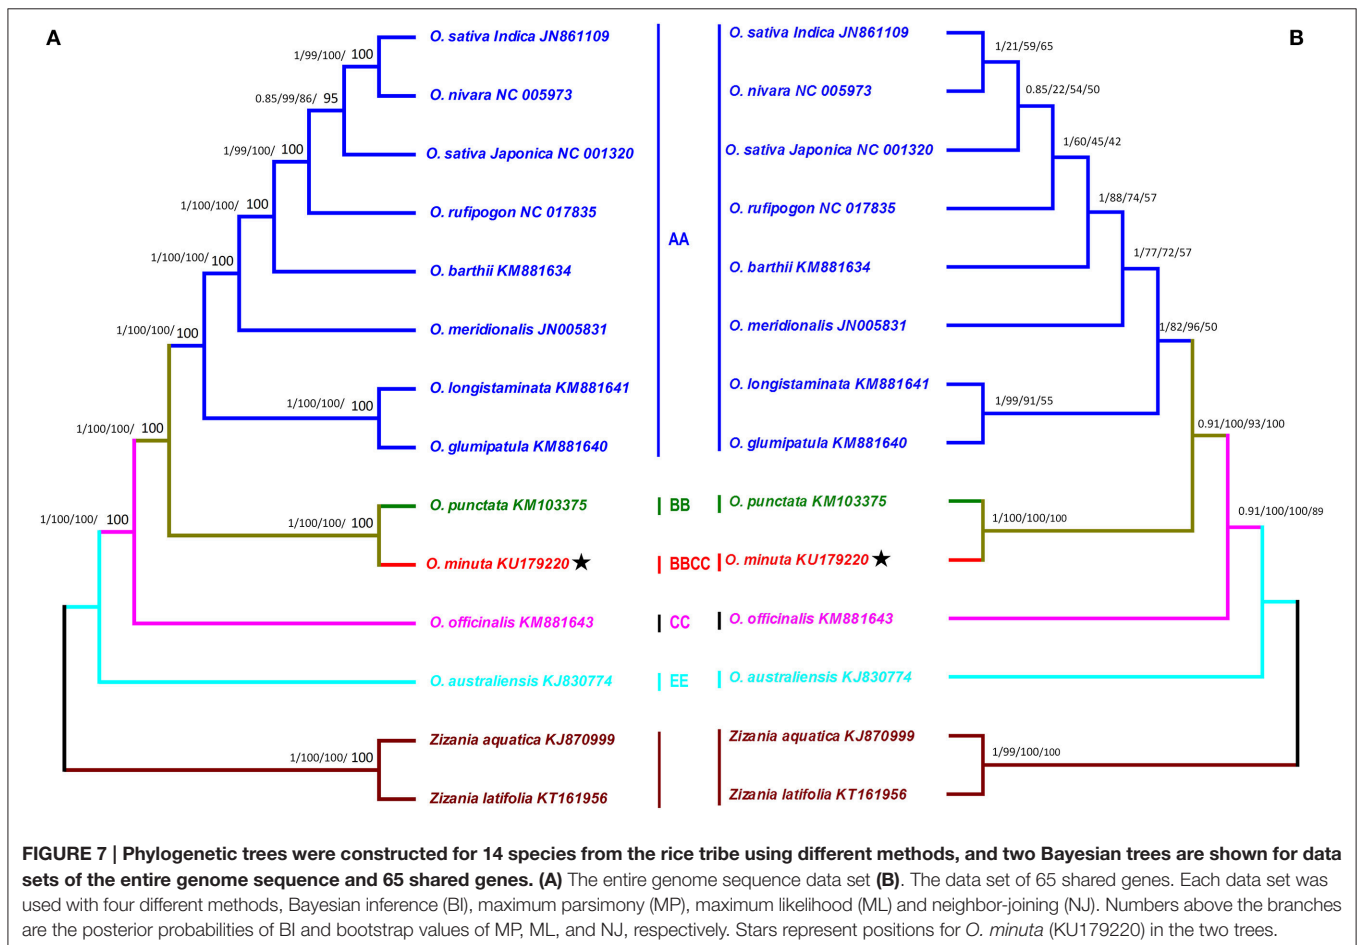 A
B
O. sativa Indica JN861109
O. nivara NC 005973
O. sativa Japonica NC 001320
O. rufipogon NC 017835
O. barthii KM881634
O. meridionalis JN005831
O. longistaminata KM881641
O. glumipatula KM881640
O. punctata KM103375
O. minuta KU179220
O. officinalis KM881643
O. australiensis KJ830774
Zizania aquatica KJ870999
Zizania latifolia KT161956
1/99/100/ 100
0.85/99/86/ 95
1/99/100/ 100
1/100/100/ 100
1/100/100/ 100
1/100/100/ 100
1/100/100/ 100
1/100/100/ 100
1/100/100/ 100
1/100/100/ 100
1/100/100/ 100
AA
BB
BBCC
CC
EE
O. sativa Indica JN861109
O. nivara NC 005973
O. sativa Japonica NC 001320
O. rufipogon NC 017835
O. barthii KM881634
O. meridionalis JN005831
O. longistaminata KM881641
O. glumipatula KM881640
O. punctata KM103375
O. minuta KU179220
O. officinalis KM881643
O. australiensis KJ830774
Zizania aquatica KJ870999
Zizania latifolia KT161956
1/21/59/65
0.85/22/54/50
1/60/45/42
1/88/74/57
1/77/72/57
1/82/96/50
1/99/91/55
0.91/100/93/100
1/100/100/100
0.91/100/100/89
1/99/100/100
FIGURE 7 | Phylogenetic trees were constructed for 14 species from the rice tribe using different methods, and two Bayesian trees are shown for data
sets of the entire genome sequence and 65 shared genes. (A) The entire genome sequence data set (B). The data set of 65 shared genes. Each data set was
used with four different methods, Bayesian inference (BI), maximum parsimony (MP), maximum likelihood (ML) and neighbor-joining (NJ). Numbers above the branches
are the posterior probabilities of BI and bootstrap values of MP, ML, and NJ, respectively. Stars represent positions for O. minuta (KU179220) in the two trees.